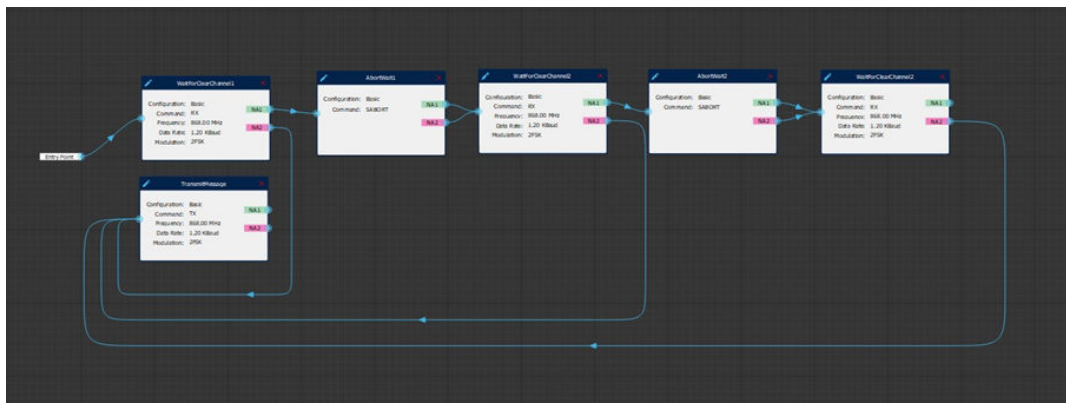 WaitForClearChannel1
Configuration: Basic
Command: RX
Frequency: 868.00 MHz
Data Rate: 1.20 KBaud
Modulation: 2FSK
NA1
NA2
AbortWait1
Configuration: Basic
Command: SABORT
NA1
NA2
WaitForClearChannel2
Configuration: Basic
Command: RX
Frequency: 868.00 MHz
Data Rate: 1.20 KBaud
Modulation: 2FSK
NA1
NA2
AbortWait2
Configuration: Basic
Command: SABORT
NA1
NA2
WaitForClearChannel2
Configuration: Basic
Command: RX
Frequency: 868.00 MHz
Data Rate: 1.20 KBaud
Modulation: 2FSK
NA1
NA2
Entry Point
TransmitMessage
Configuration: Basic
Command: TX
Frequency: 868.00 MHz
Data Rate: 1.20 KBaud
Modulation: 2FSK
NA1
NA2